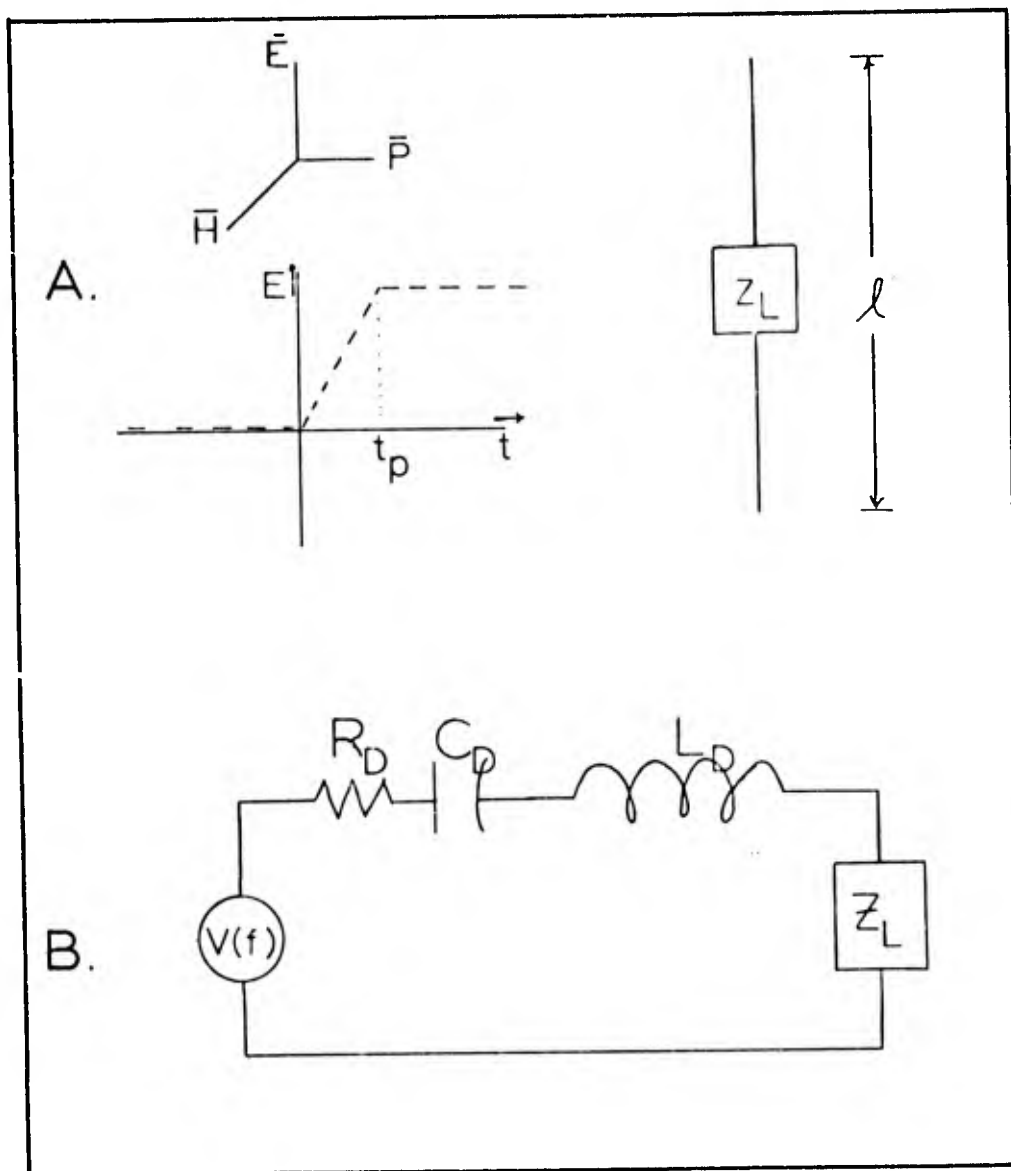 Ē
P̄
H̄
A.
E
t_p
t
Z_L
ℓ
R_D
C_D
L_D
V(f)
Z_L
B.